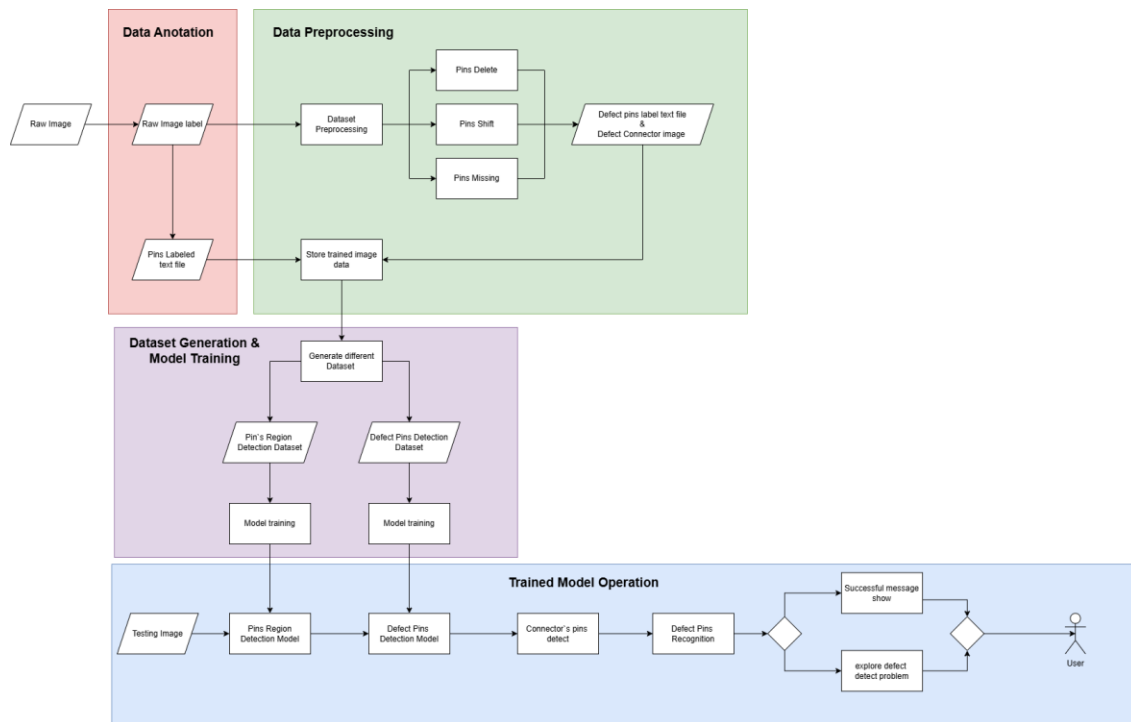 Data Anotation
Data Preprocessing
Raw Image
Raw Image label
Dataset
Preprocessing
Pins Delete
Pins Shift
Pins Missing
Defect pins label text file
&
Defect Connector image
Pins Labeled
text file
Store trained image
data
Dataset Generation &
Model Training
Generate different
Dataset
Pin`s Region
Detection Dataset
Defect Pins Detection
Dataset
Model training
Model training
Trained Model Operation
Testing Image
Pins Region
Detection Model
Defect Pins
Detection Model
Connector`s pins
detect
Defect Pins
Recognition
Successful message
show
explore defect
detect problem
User